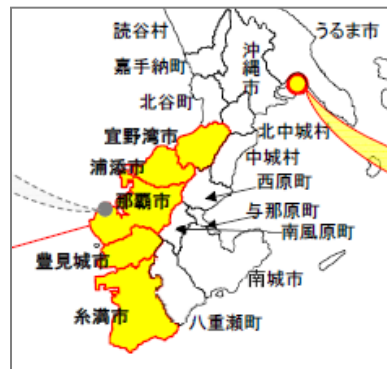 読谷村
うるま市
沖縄市
嘉手納町
北谷町
宜野湾市
北中城村
中城村
浦添市
西原町
那覇市
与那原町
南風原町
豊見城市
南城市
糸満市
八重瀬町